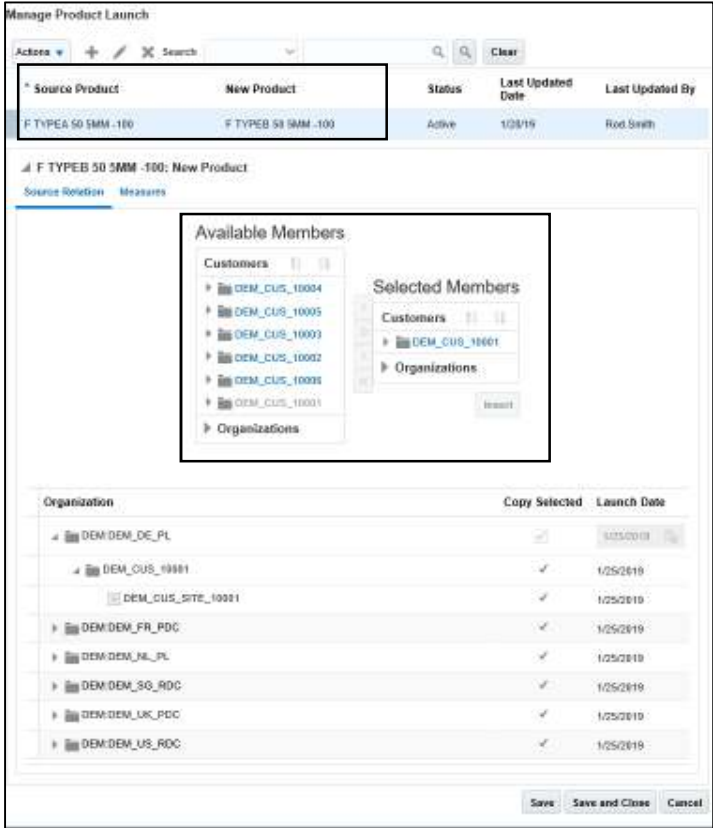 Manage Product Launch
Actions Search Clear
Source Product New Product Status Last Updated Date Last Updated By
F TYPEA 50 5MM -100 F TYPEB 50 5MM -100 Active Rod.Smith
F TYPEB 50 5MM -100: New Product
Source Relation Measures
Available Members
Customers
DEM_CUS_10004
DEM_CUS_10005
DEM_CUS_10003
DEM_CUS_10002
DEM_CUS_10006
DEM_CUS_10001
Organizations
Selected Members
Customers
DEM_CUS_10001
Organizations
Insert
Organization Copy Selected Launch Date
DEM:DEM_DE_PL 1/25/2019
DEM_CUS_10001 1/25/2019
DEM_CUS_SITE_10001 1/25/2019
DEM:DEM_FR_PDC 1/25/2019
DEM:DEM_NL_PL 1/25/2019
DEM:DEM_SG_RDC 1/25/2019
DEM:DEM_UK_PDC 1/25/2019
DEM:DEM_US_RDC 1/25/2019
Save Save and Close Cancel